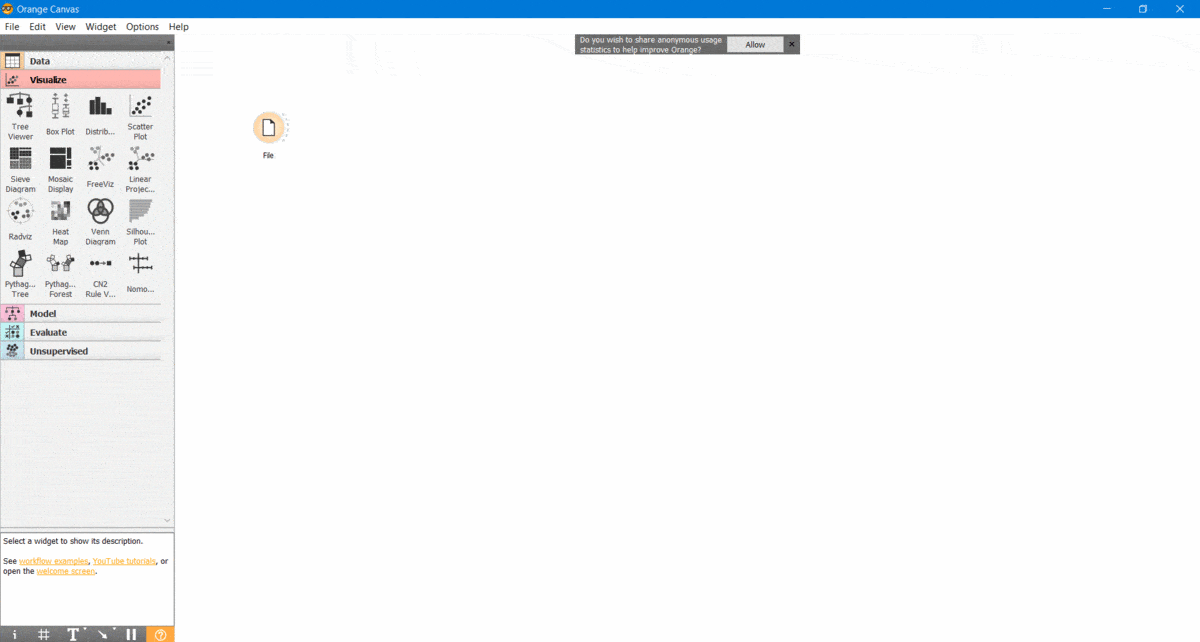 Orange Canvas
File Edit View Widget Options Help
Do you wish to share anonymous usage
statistics to help improve Orange?
Allow
Data
Visualize
Tree
Viewer
Box Plot
Distrib...
Scatter
Plot
Sieve
Diagram
Mosaic
Display
FreeViz
Linear
Projec...
Radviz
Heat
Map
Venn
Diagram
Silhou...
Plot
Pythag...
Tree
Pythag...
Forest
CN2
Rule V...
Nomo...
Model
Evaluate
Unsupervised
File
Select a widget to show its description.
See workflow examples, YouTube tutorials, or
open the welcome screen.